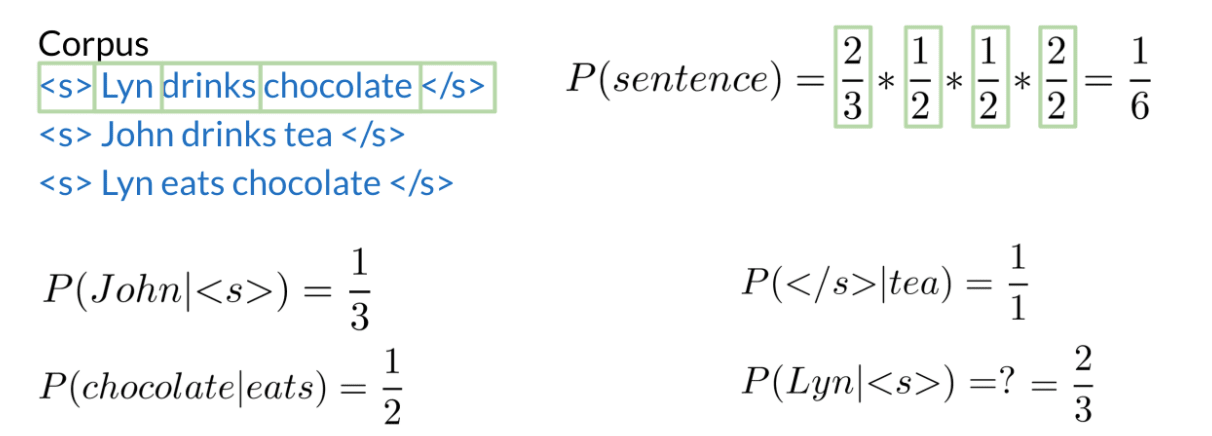 Corpus
<s> Lyn drinks chocolate </s>
<s> John drinks tea </s>
<s> Lyn eats chocolate </s>
P(sentence) = 2/3 * 1/2 * 1/2 * 2/2 = 1/6
P(John|<s>) = 1/3
P(chocolate|eats) = 1/2
P(</s>|tea) = 1/1
P(Lyn|<s>) =? = 2/3